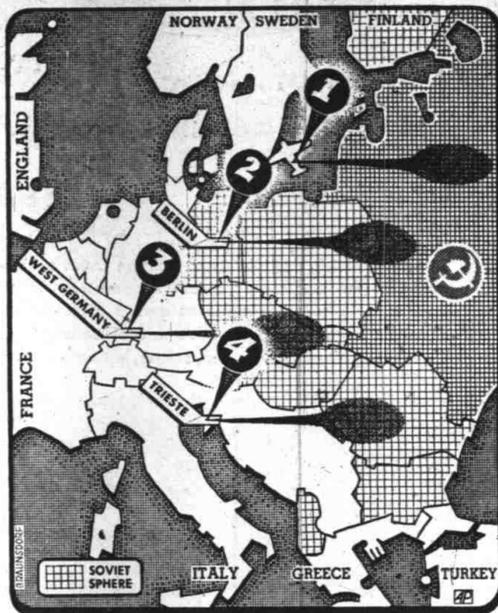 NORWAY
SWEDEN
FINLAND
1
ENGLAND
2
BERLIN
3
WEST GERMANY
4
FRANCE
TRIESTE
BRAUNSDORF
SOVIET
SPHERE
ITALY
GREECE
TURKEY
AP